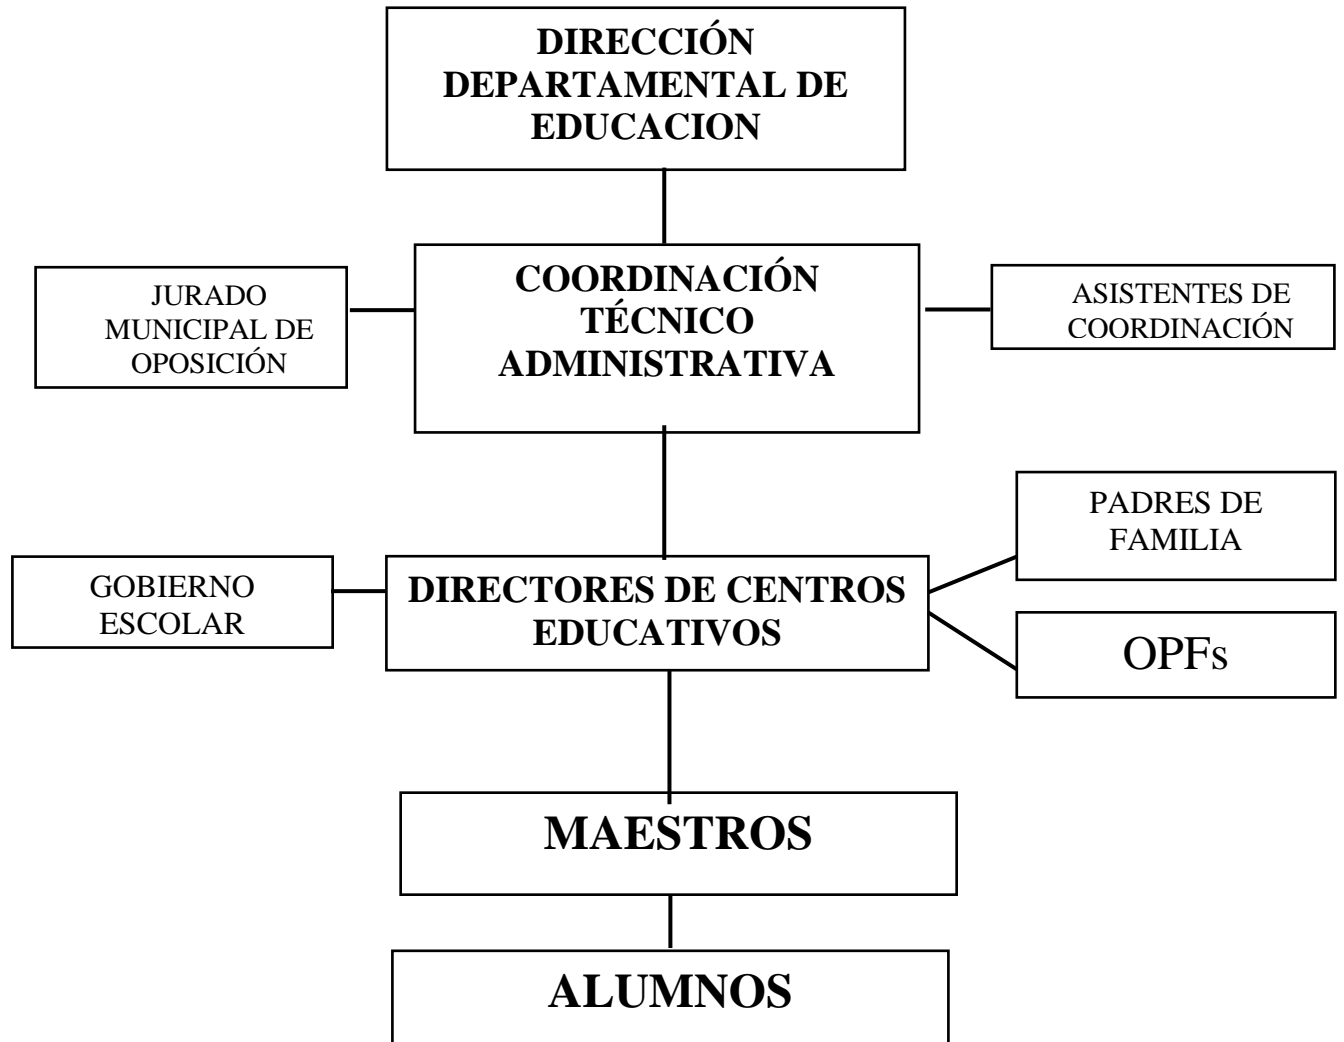 DIRECCIÓN
DEPARTAMENTAL DE
EDUCACION
JURADO
MUNICIPAL DE
OPOSICIÓN
COORDINACIÓN
TÉCNICO
ADMINISTRATIVA
ASISTENTES DE
COORDINACIÓN
GOBIERNO
ESCOLAR
DIRECTORES DE CENTROS
EDUCATIVOS
PADRES DE
FAMILIA
OPFs
MAESTROS
ALUMNOS